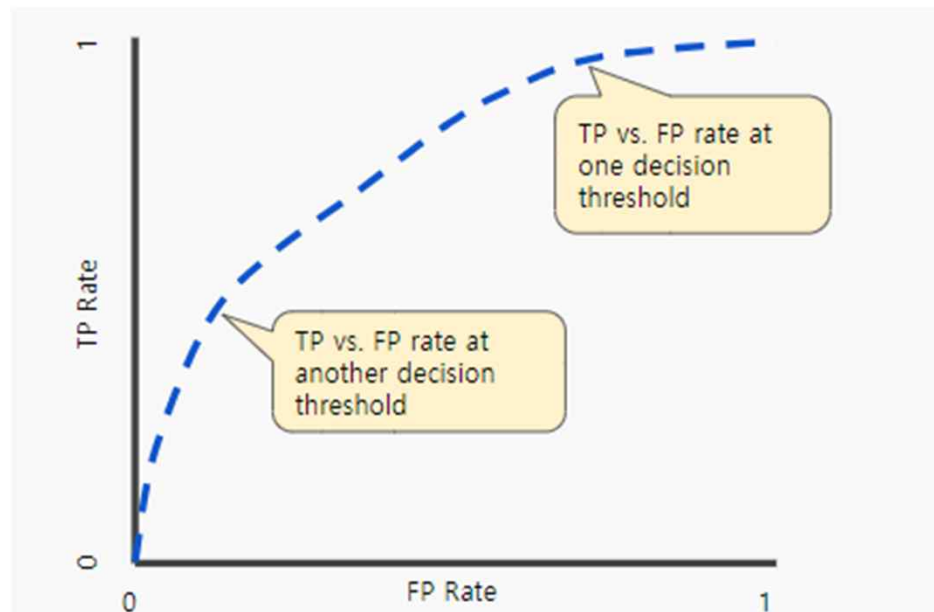 1
TP vs. FP rate at
one decision
threshold
TP Rate
TP vs. FP rate at
another decision
threshold
0
0
FP Rate
1